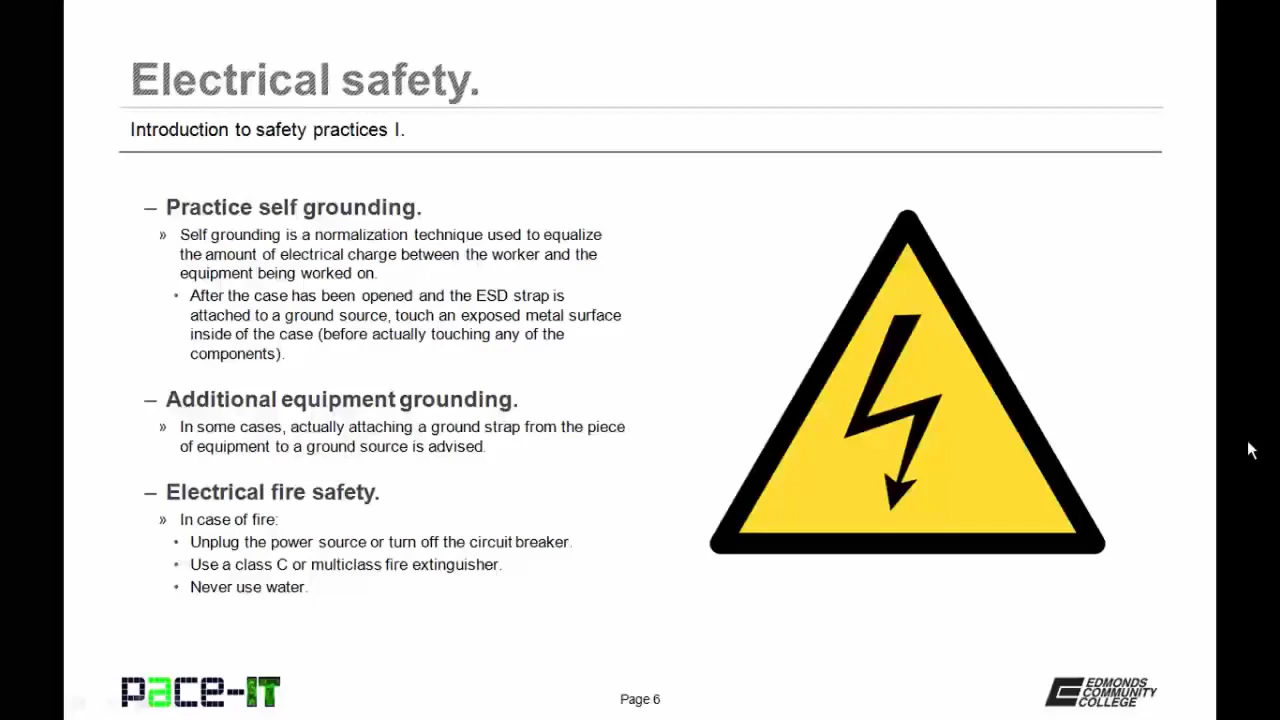 Electrical safety.
Introduction to safety practices I.
– Practice self grounding.
» Self grounding is a normalization technique used to equalize
the amount of electrical charge between the worker and the
equipment being worked on.
• After the case has been opened and the ESD strap is
attached to a ground source, touch an exposed metal surface
inside of the case (before actually touching any of the
components).
– Additional equipment grounding.
» In some cases, actually attaching a ground strap from the piece
of equipment to a ground source is advised.
– Electrical fire safety.
» In case of fire:
• Unplug the power source or turn off the circuit breaker.
• Use a class C or multiclass fire extinguisher.
• Never use water.
pace-IT
Page 6
EDMONDS
COMMUNITY
COLLEGE